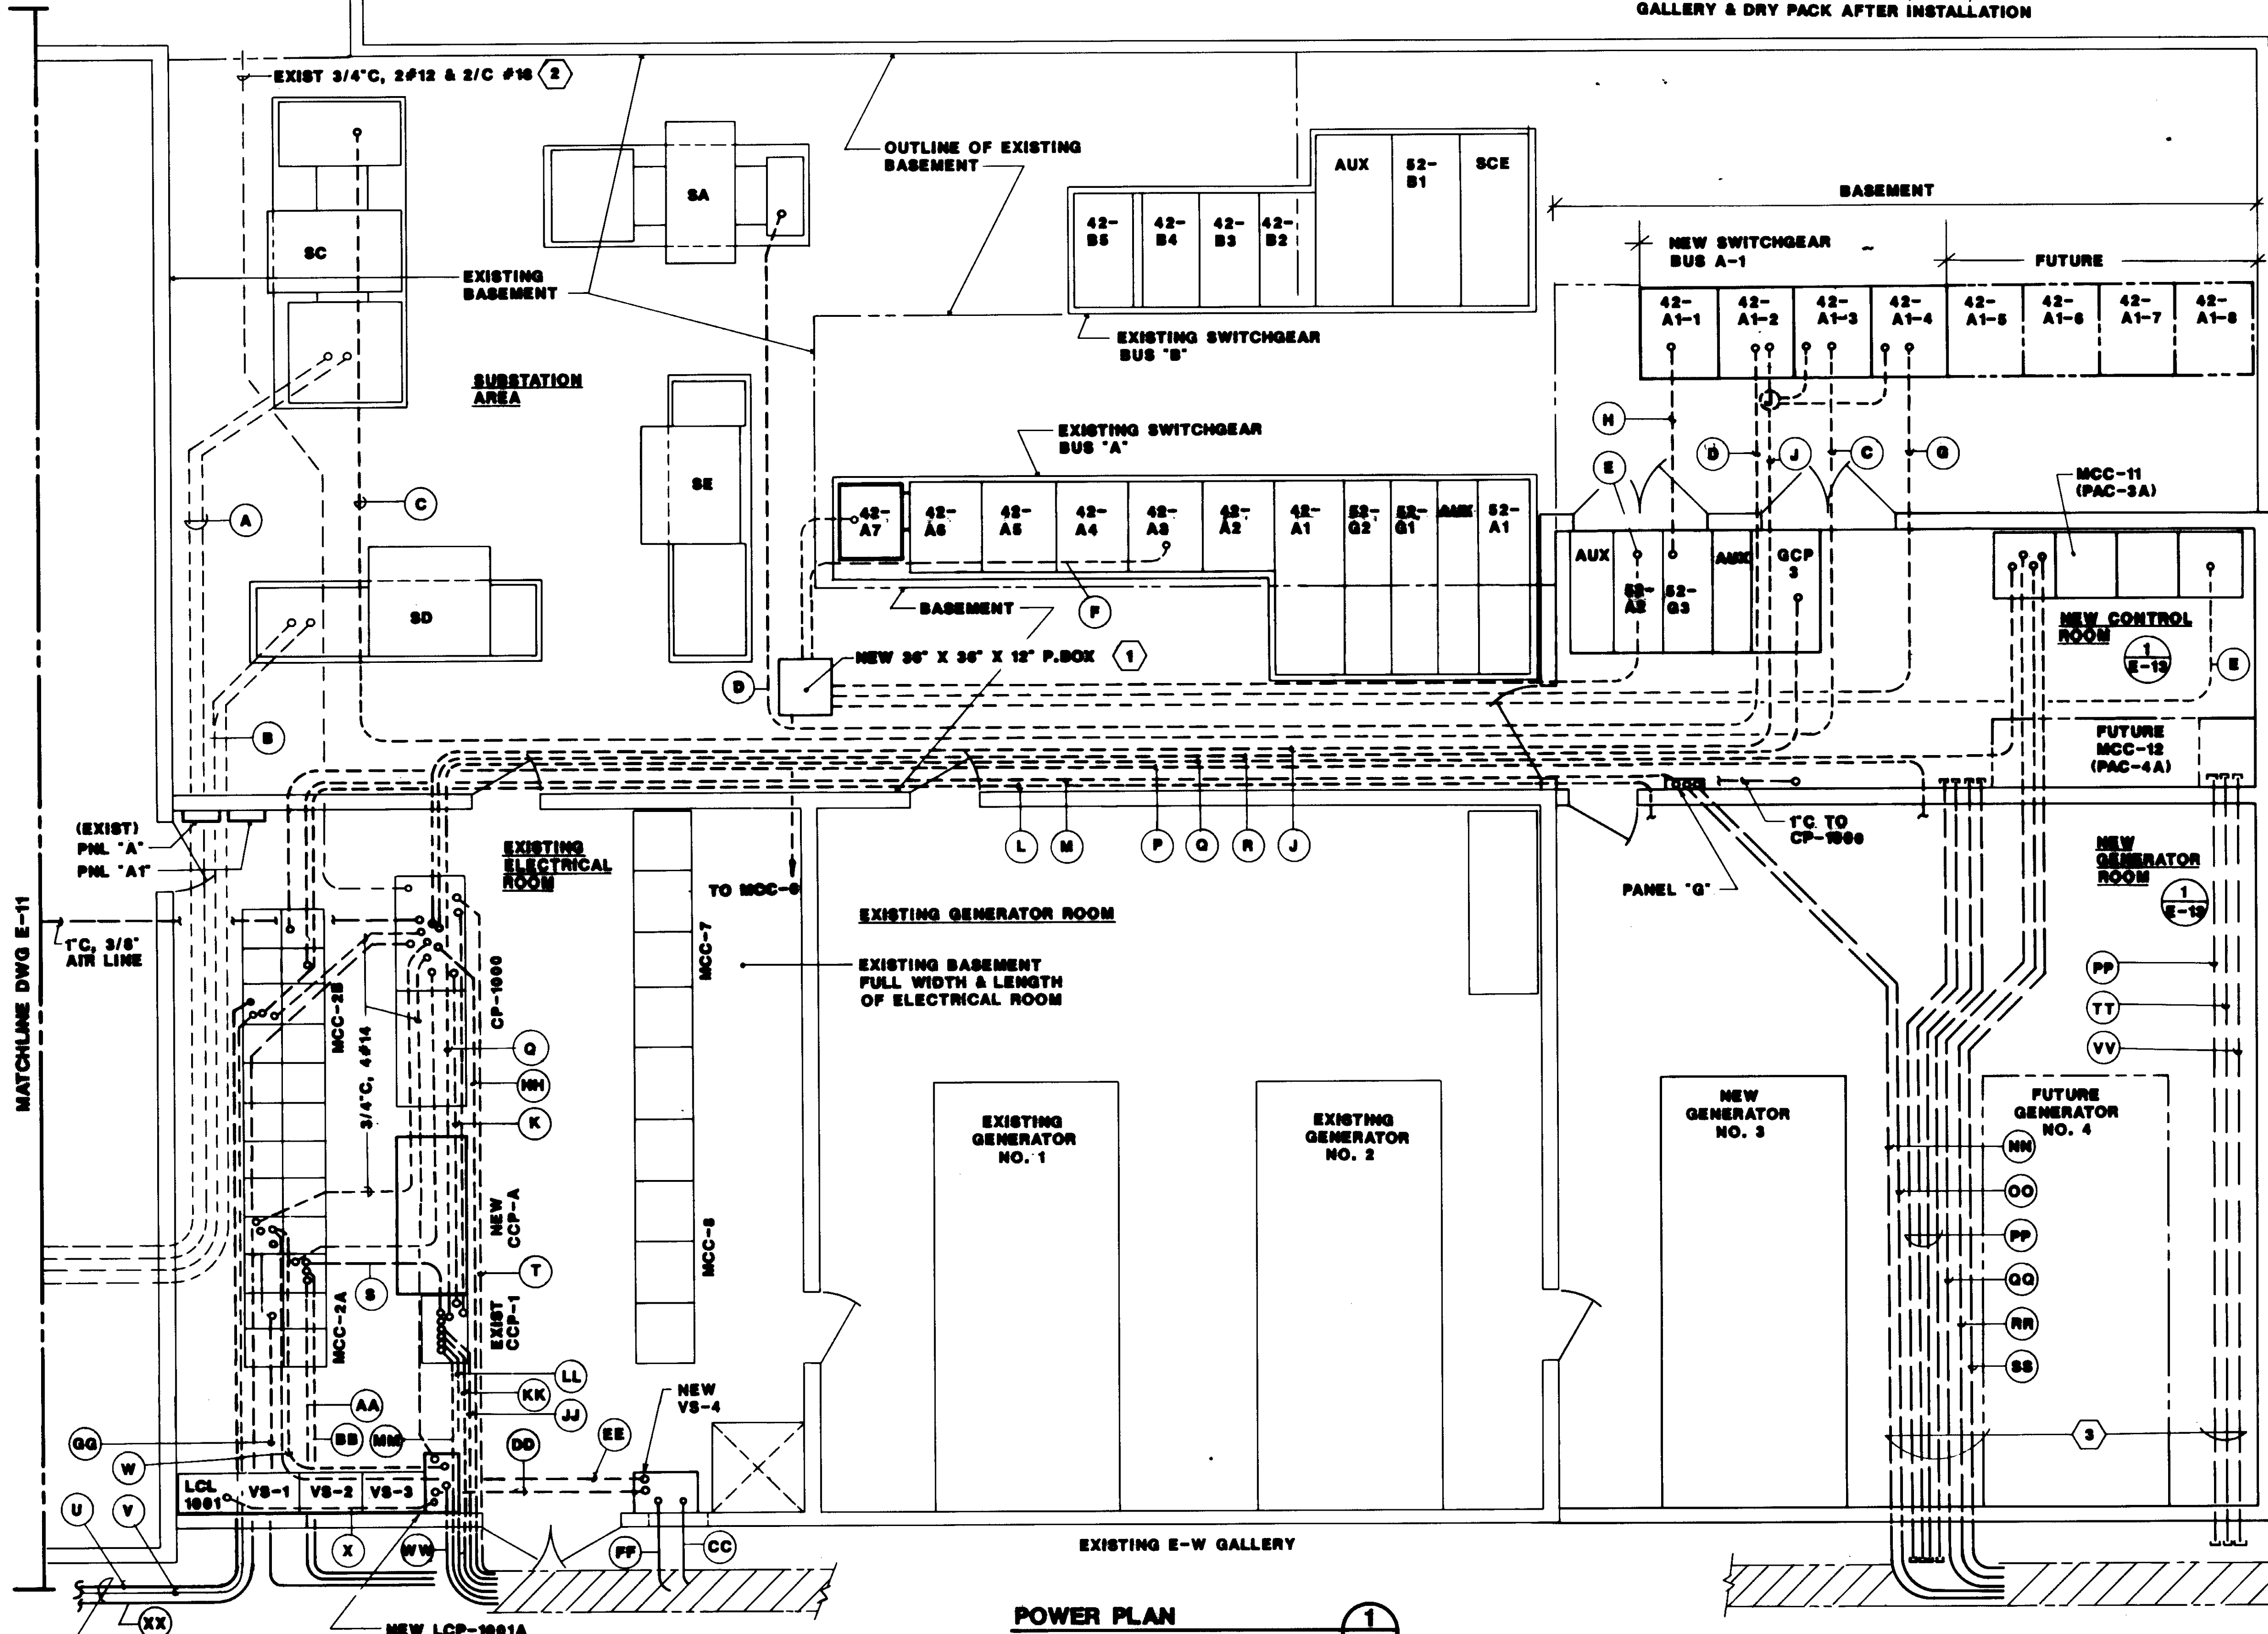 GALLERY & DRY PACK AFTER INSTALLATION
EXIST 3/4"C, 2#12 & 2/C #16
2
OUTLINE OF EXISTING
BASEMENT
SA
SC
EXISTING
BASEMENT
AUX
52-
B1
SCE
42-
B5
42-
B4
42-
B3
42-
B2
BASEMENT
NEW SWITCHGEAR
BUS A-1
FUTURE
42-
A1-1
42-
A1-2
42-
A1-3
42-
A1-4
42-
A1-5
42-
A1-6
42-
A1-7
42-
A1-8
EXISTING SWITCHGEAR
BUS "B"
SUBSTATION
AREA
J
H
EXISTING SWITCHGEAR
BUS "A"
D
J
C
G
E
MCC-11
(PAC-3A)
A
C
SE
42-
A7
42-
A6
42-
A5
42-
A4
42-
A3
42-
A2
42-
A1
52-
G2
52-
G1
AUX
52-
A1
AUX
52-
A2
52-
G3
AUX
GCP
3
BASEMENT
F
SD
NEW CONTROL
ROOM
1
E-13
E
NEW 36" X 36" X 12" P.BOX
1
D
B
FUTURE
MCC-12
(PAC-4A)
(EXIST)
PNL "A"
PNL "A1"
EXISTING
ELECTRICAL
ROOM
L
M
P
Q
R
J
1"C TO
CP-1000
NEW
GENERATOR
ROOM
1
E-13
TO MCC-6
PANEL "G"
EXISTING GENERATOR ROOM
MATCHLINE DWG E-11
1"C, 3/8"
AIR LINE
MCC-7
EXISTING BASEMENT
FULL WIDTH & LENGTH
OF ELECTRICAL ROOM
CP-1000
MCC-2B
3/4"C, 4#14
PP
TT
VV
Q
HH
K
EXISTING
GENERATOR
NO. 1
EXISTING
GENERATOR
NO. 2
NEW
GENERATOR
NO. 3
FUTURE
GENERATOR
NO. 4
NN
OO
PP
QQ
RR
SS
NEW
CCP-A
MCC-8
T
S
EXIST
CCP-1
MCC-2A
LL
KK
JJ
NEW
VS-4
AA
BB
MM
DD
EE
GG
W
3
LCL
1001
VS-1
VS-2
VS-3
U
V
X
WW
FF
CC
EXISTING E-W GALLERY
XX
NEW LCP-1001A
POWER PLAN
1